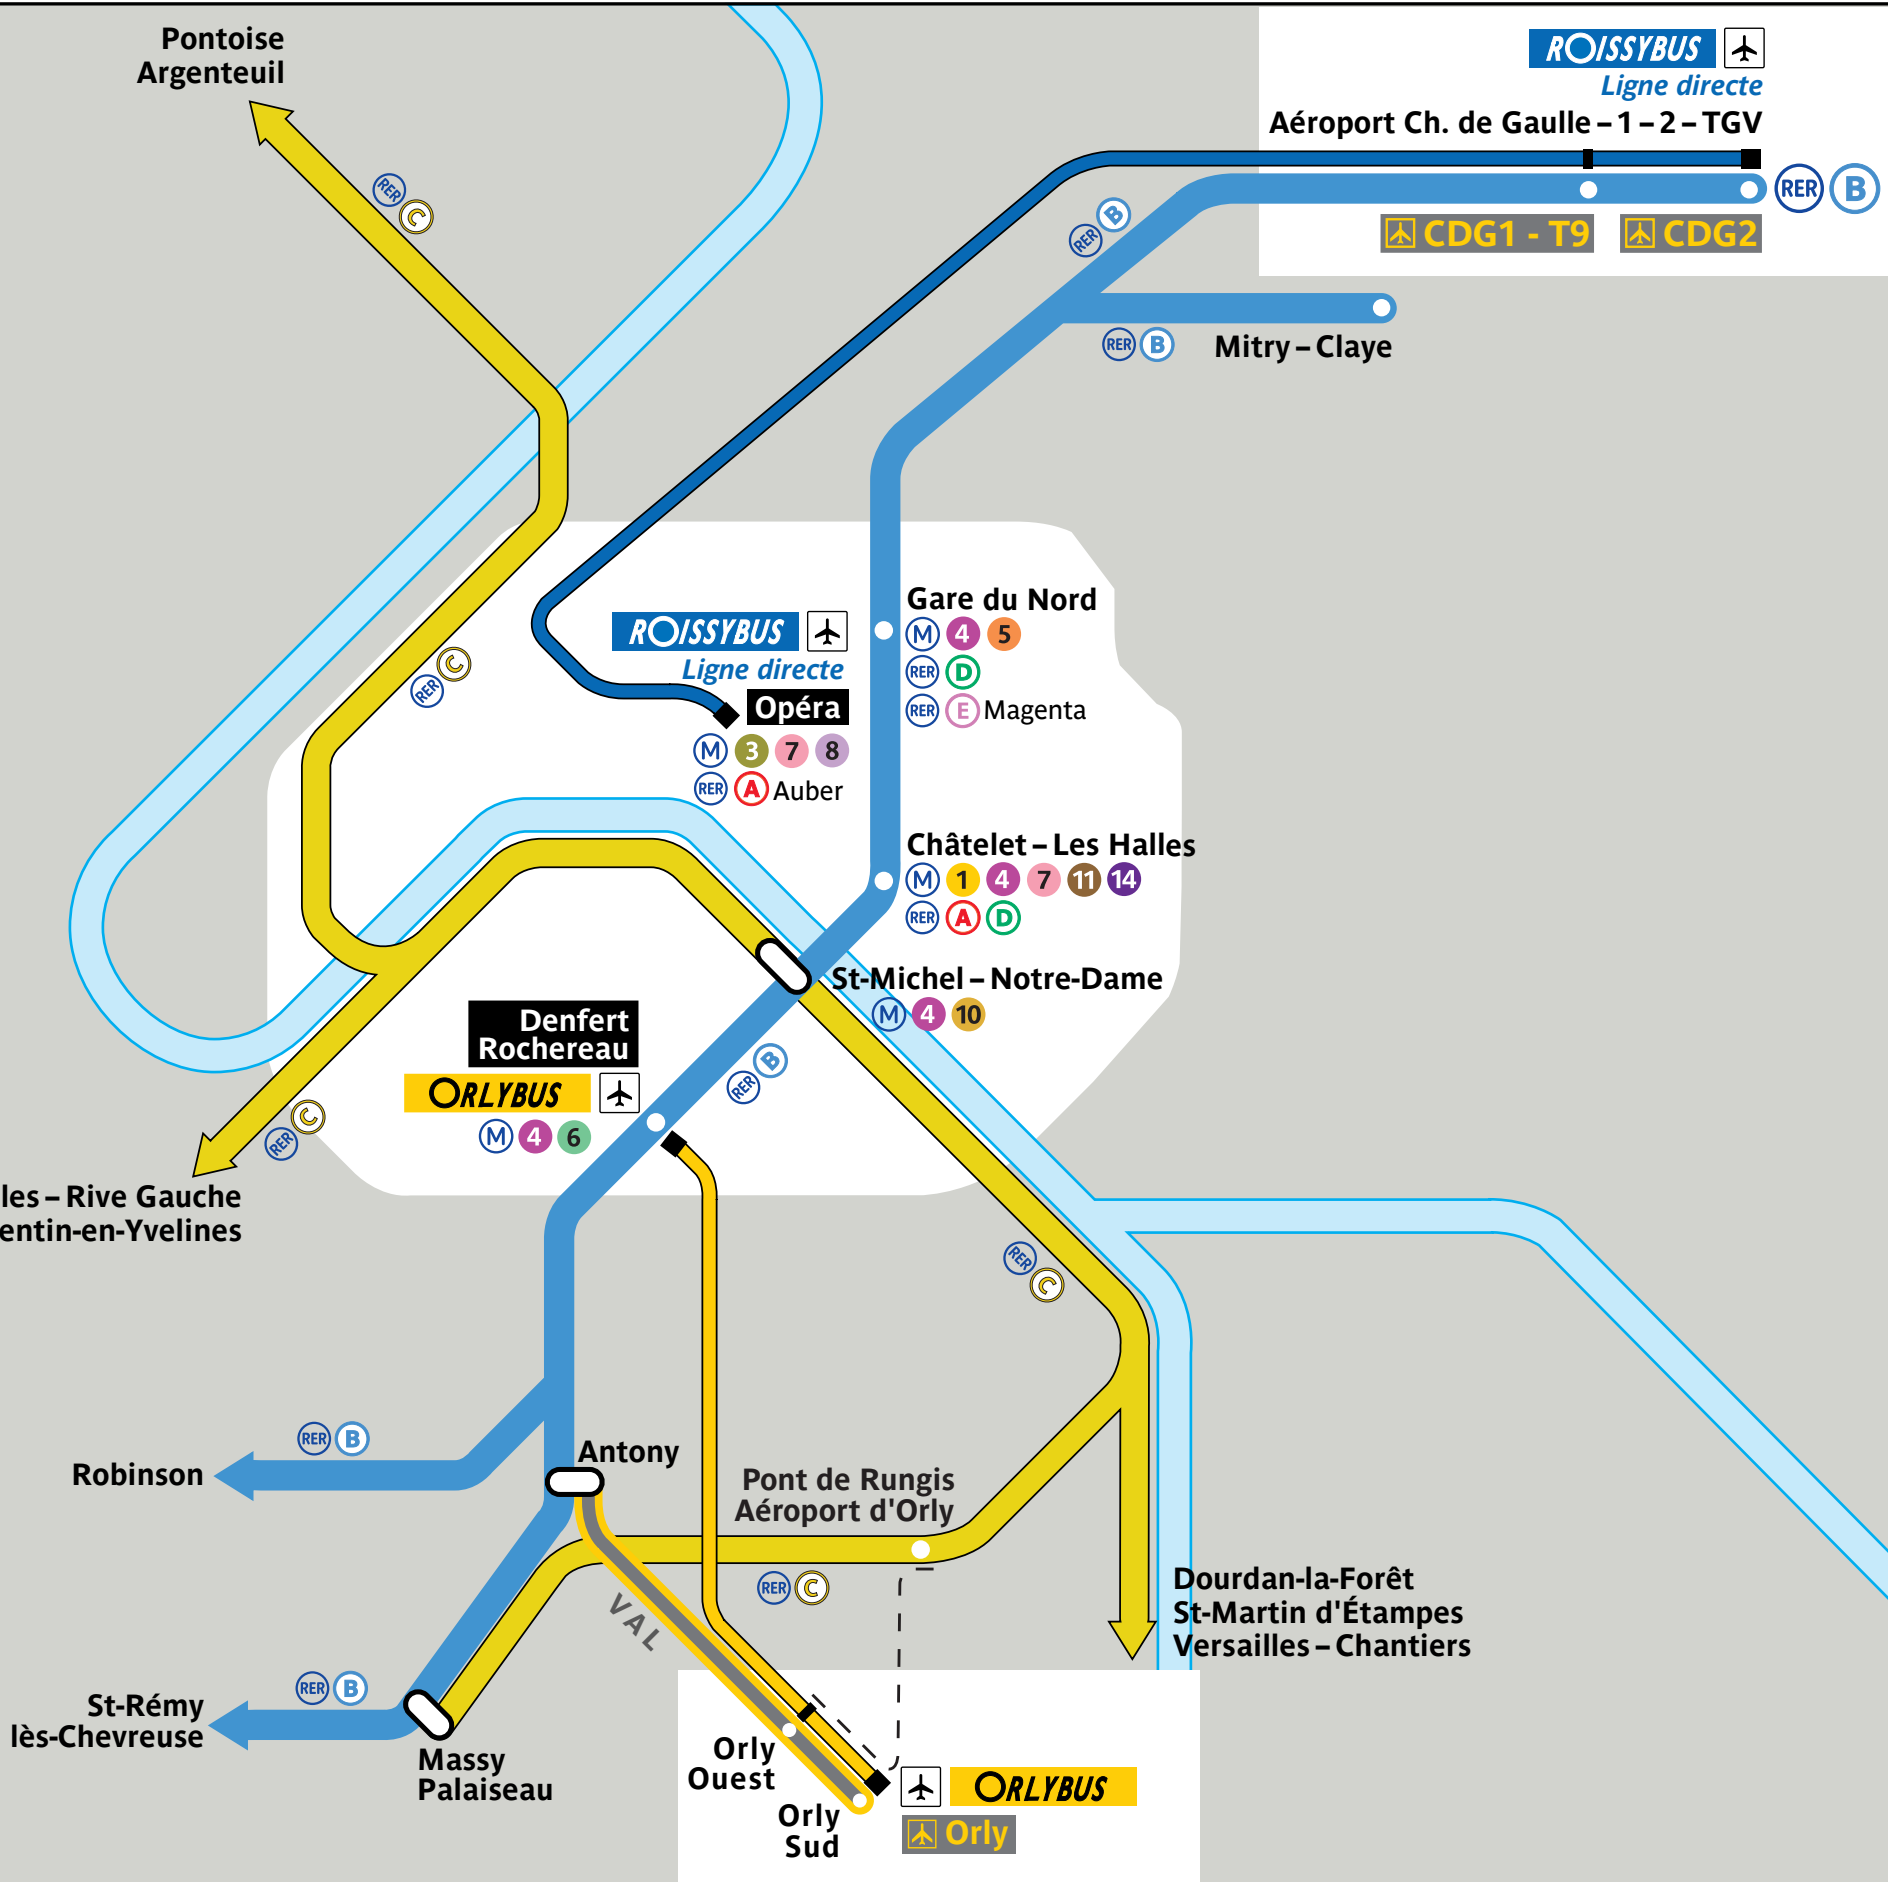 Pontoise
Argenteuil
ROISSYBUS
Ligne directe
Aéroport Ch. de Gaulle – 1 – 2 – TGV
RER B
CDG1 - T9
CDG2
RER C
RER B
RER B
Mitry – Claye
Gare du Nord
M 4 5
RER D
RER E Magenta
ROISSYBUS
Ligne directe
Opéra
M 3 7 8
RER A Auber
RER C
Châtelet – Les Halles
M 1 4 7 11 14
RER A D
St-Michel – Notre-Dame
M 4 10
Denfert
Rochereau
ORLYBUS
M 4 6
RER B
RER C
les – Rive Gauche
entin-en-Yvelines
RER C
RER B
Robinson
Antony
Pont de Rungis
Aéroport d'Orly
RER C
VAL
Dourdan-la-Forêt
St-Martin d'Étampes
Versailles – Chantiers
RER B
St-Rémy
lès-Chevreuse
Massy
Palaiseau
Orly
Ouest
Orly
Sud
ORLYBUS
Orly